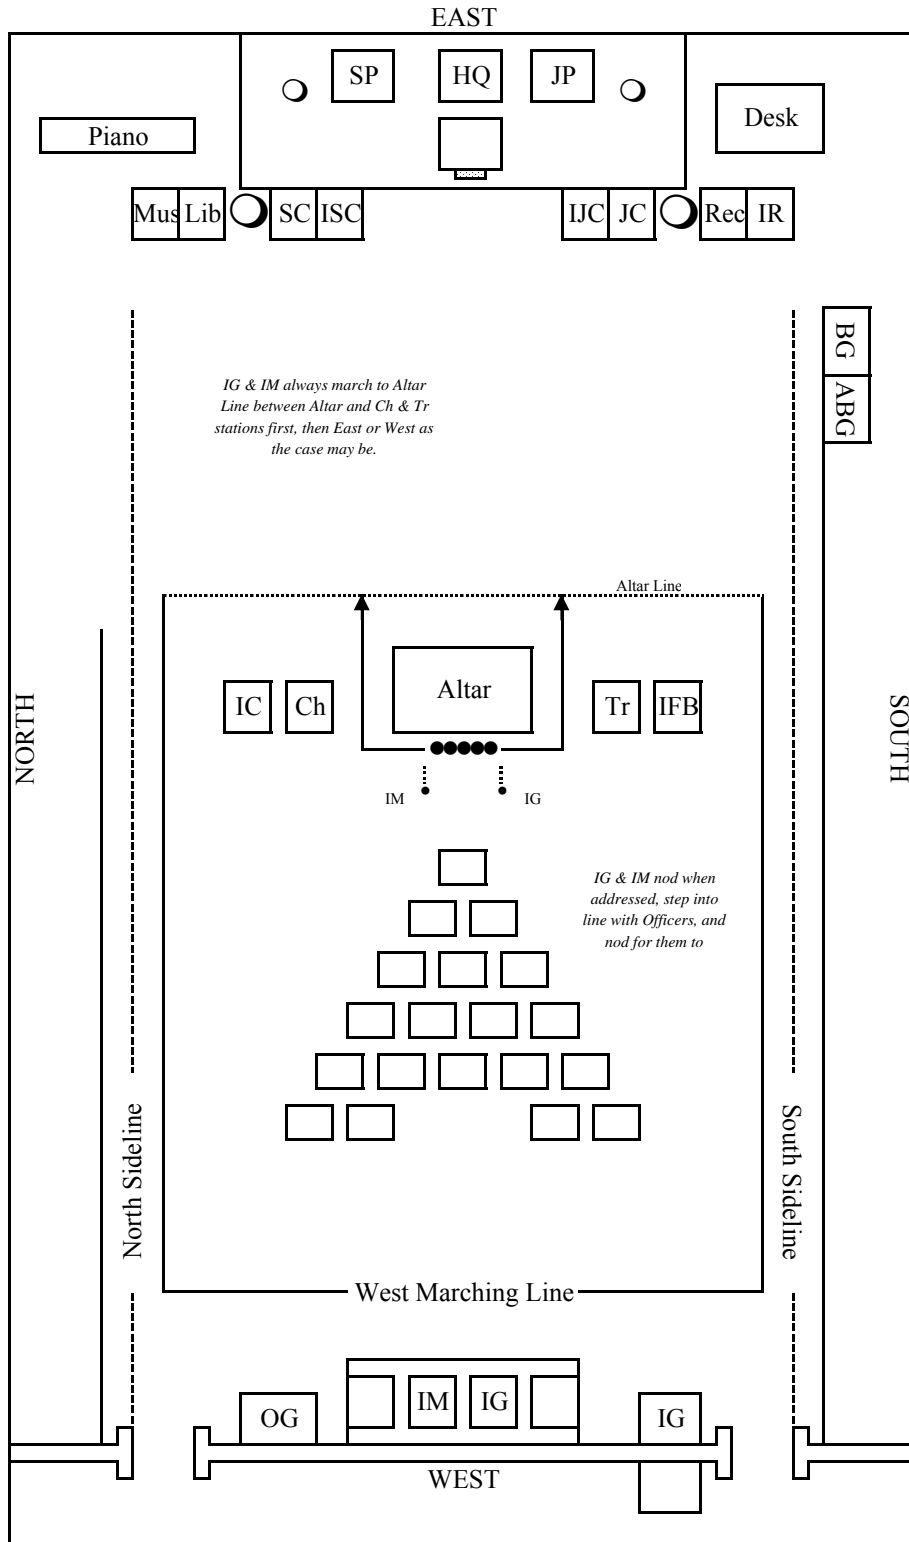 EAST
SP
HQ
JP
Piano
Desk
Mus
Lib
SC
ISC
IJC
JC
Rec
IR
BG
ABG
IG & IM always march to Altar
Line between Altar and Ch & Tr
stations first, then East or West as
the case may be.
Altar Line
NORTH
IC
Ch
Altar
Tr
IFB
SOUTH
IM
IG
IG & IM nod when
addressed, step into
line with Officers, and
nod for them to
North Sideline
South Sideline
West Marching Line
OG
IM
IG
IG
WEST